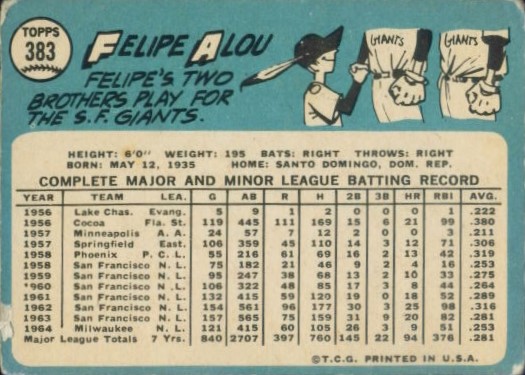 TOPPS
383
FELIPE ALOU
FELIPE'S TWO
BROTHERS PLAY FOR
THE S.F. GIANTS.
GIANTS
GIANTS
HEIGHT: 6'0" WEIGHT: 195 BATS: RIGHT THROWS: RIGHT
BORN: MAY 12, 1935 HOME: SANTO DOMINGO, DOM. REP.
COMPLETE MAJOR AND MINOR LEAGUE BATTING RECORD
YEAR TEAM LEA. G AB R H 2B 3B HR RBI AVG.
1956 Lake Chas. Evang. 5 9 1 2 0 0 0 1 .222
1956 Cocoa Fla. St. 119 445 111 169 15 6 21 99 .380
1957 Minneapolis A. A. 24 57 7 12 2 0 0 3 .211
1957 Springfield East. 106 359 45 110 14 3 12 71 .306
1958 Phoenix P. C. L. 55 216 61 69 16 2 13 42 .319
1958 San Francisco N. L. 75 182 21 46 9 2 4 16 .253
1959 San Francisco N. L. 95 247 38 68 13 2 10 33 .275
*960 San Francisco N. L. 106 322 48 85 17 3 8 44 .264
1961 San Francisco N. L. 132 415 59 120 19 0 18 52 .289
1962 San Francisco N. L. 154 561 96 177 30 3 25 98 .316
1963 San Francisco N. L. 157 565 75 159 31 9 20 82 .281
1964 Milwaukee N. L. 121 415 60 105 26 3 9 51 .253
Major League Totals 7 Yrs. 840 2707 397 760 145 22 94 376 .281
©T.C.G. PRINTED IN U.S.A.